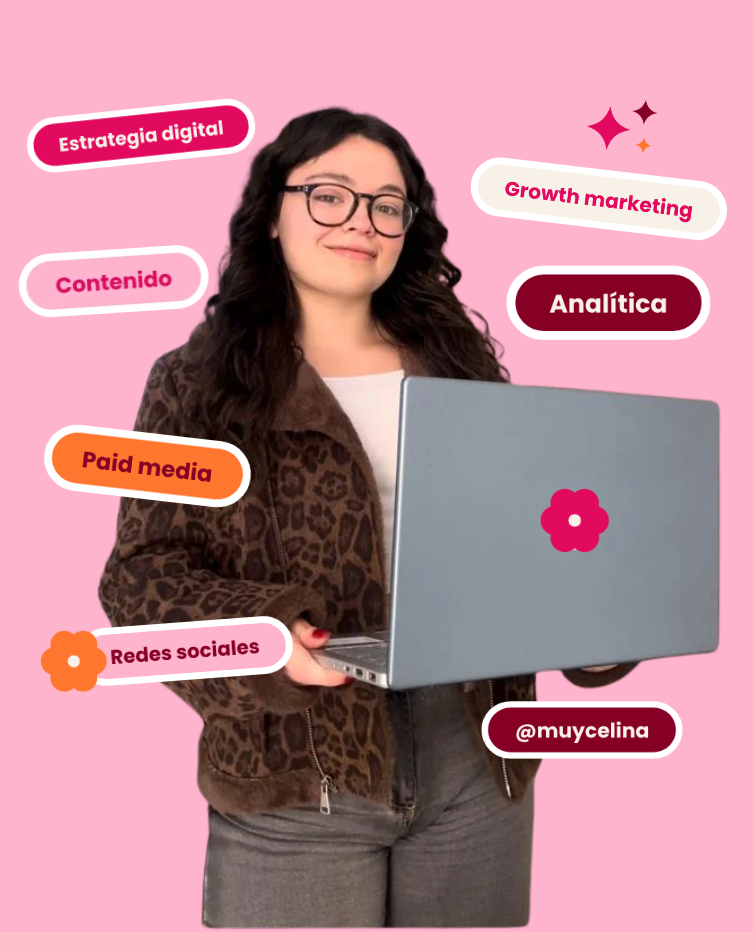 Estrategia digital
Growth marketing
Contenido
Analítica
Paid media
Redes sociales
@muycelina